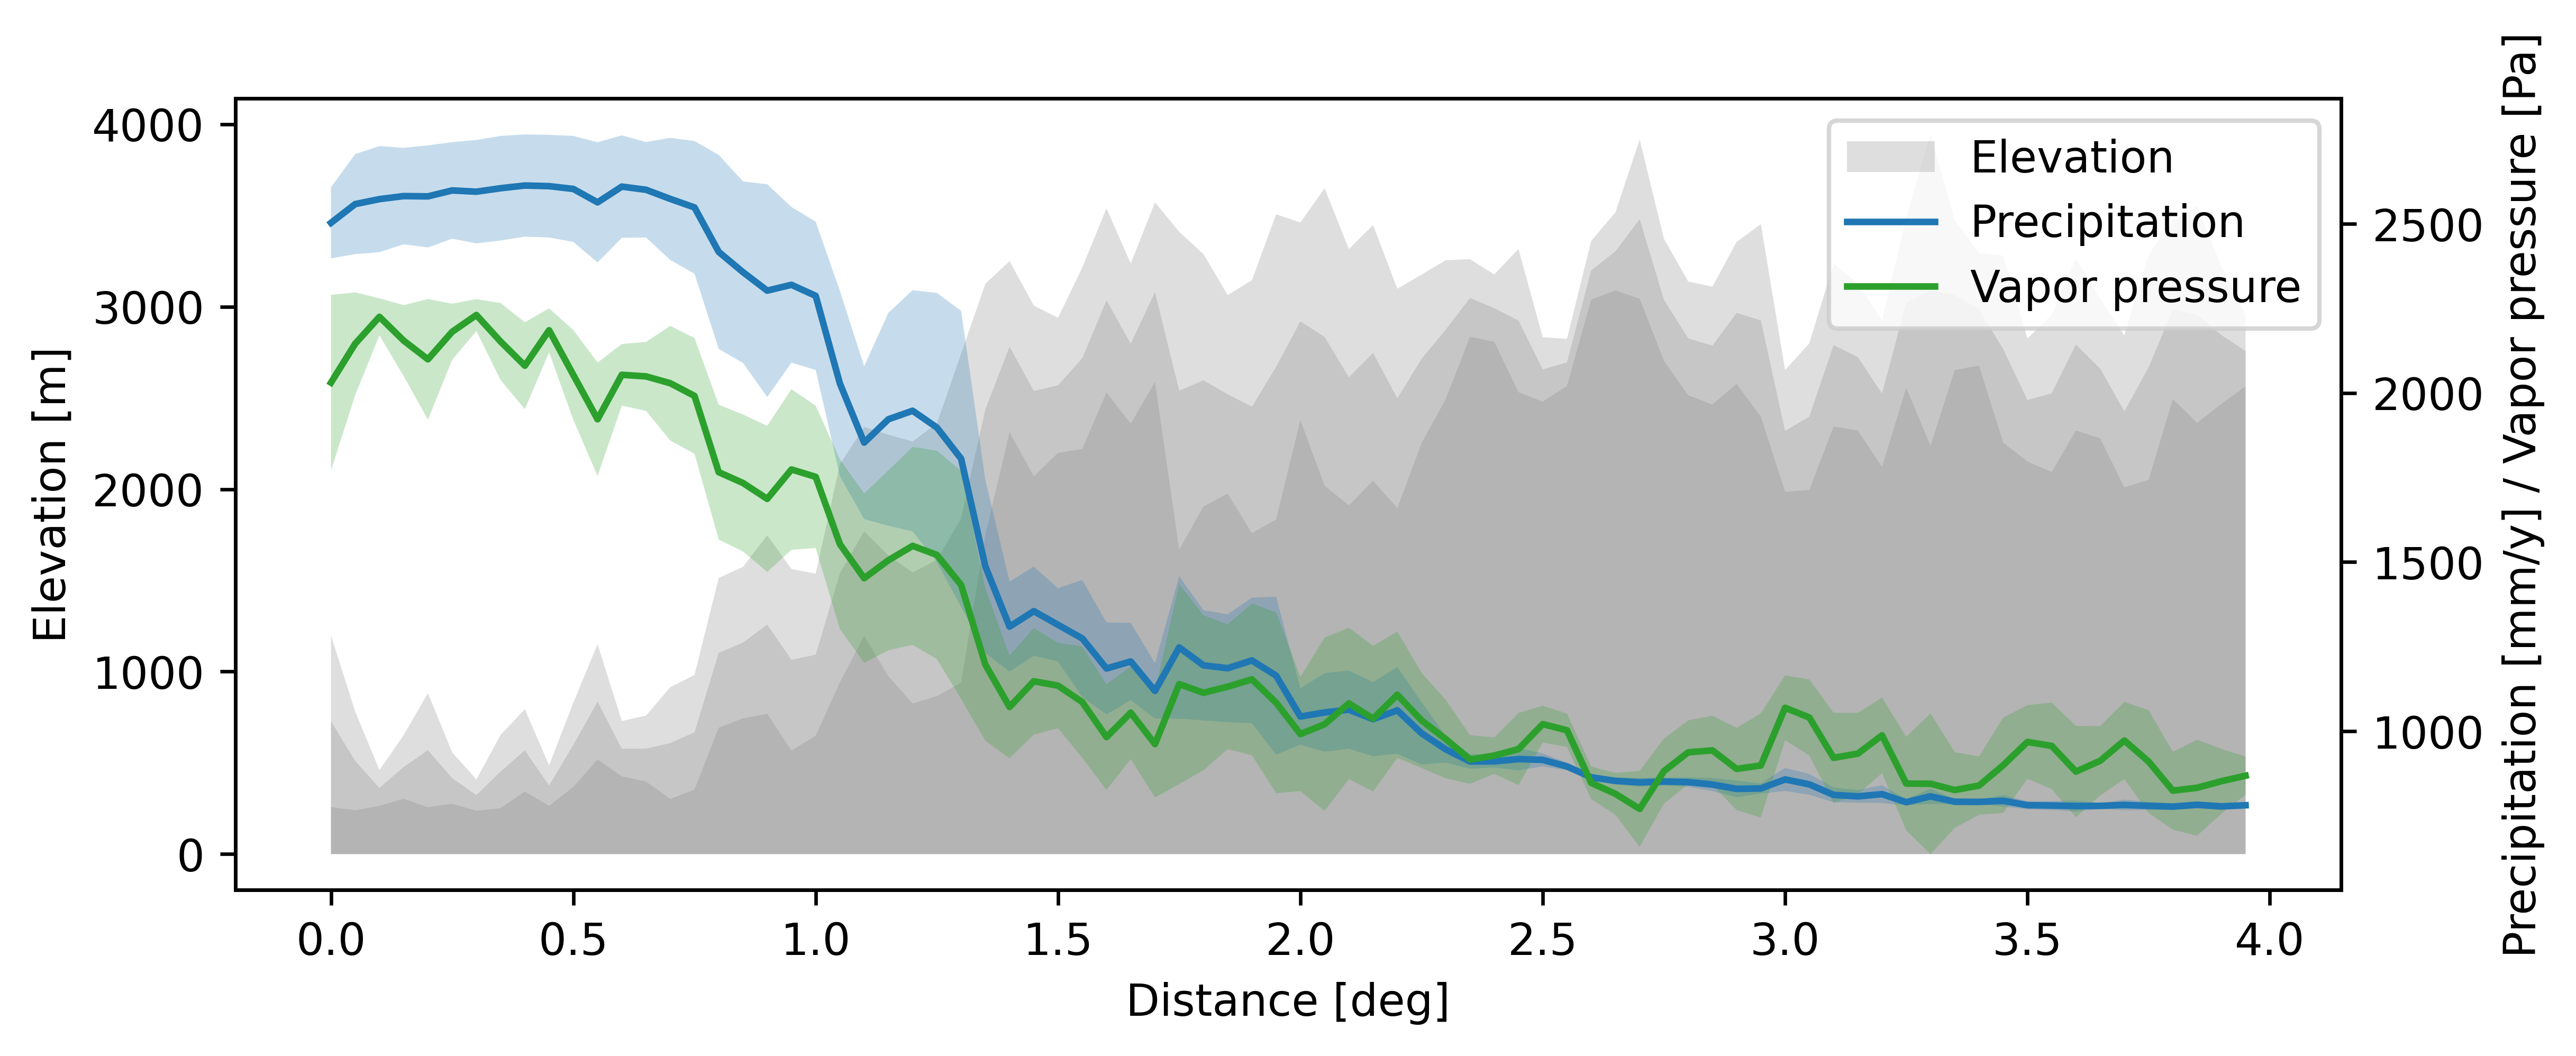 Elevation [m]
4000
3000
2000
1000
0
Elevation
Precipitation
Vapor pressure
2500
2000
1500
1000
Precipitation [mm/y] / Vapor pressure [Pa]
0.0 0.5 1.0 1.5 2.0 2.5 3.0 3.5 4.0
Distance [deg]